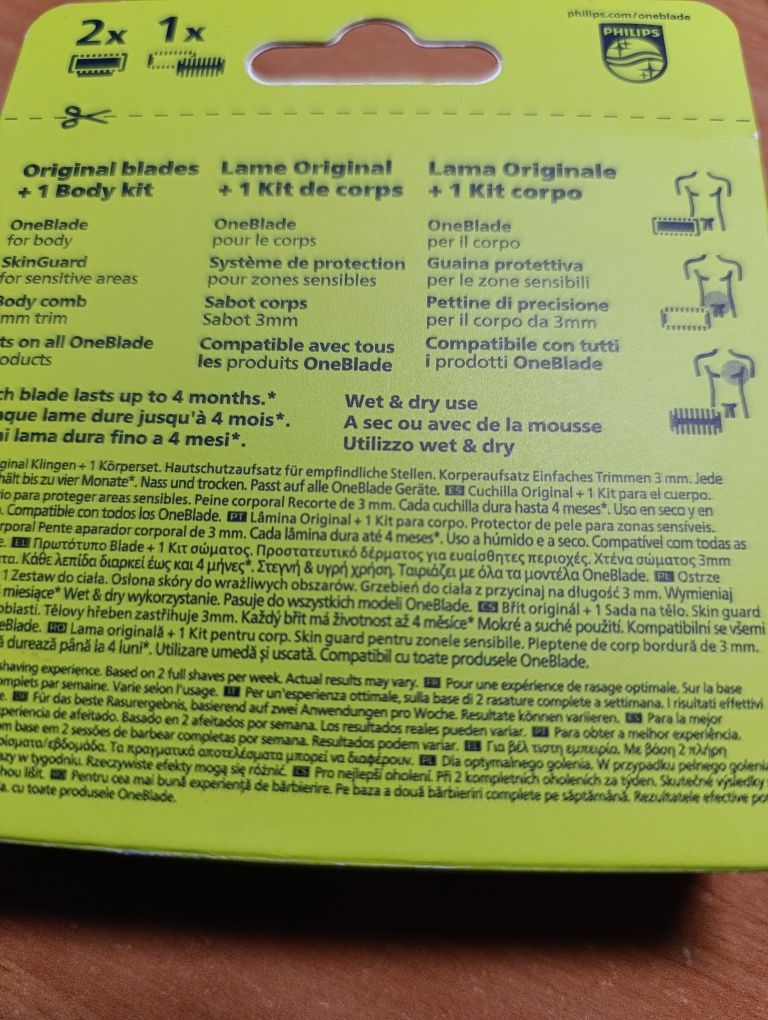 2x 1x
philips.com/oneblade
PHILIPS
Original blades
+ 1 Body kit
Lame Original
+ 1 Kit de corps
Lama Originale
+ 1 Kit corpo
OneBlade
for body
OneBlade
pour le corps
OneBlade
per il corpo
SkinGuard
for sensitive areas
Système de protection
pour zones sensibles
Guaina protettiva
per le zone sensibili
Body comb
mm trim
Sabot corps
Sabot 3mm
Pettine di precisione
per il corpo da 3mm
ts on all OneBlade
oducts
Compatible avec tous
les produits OneBlade
Compatibile con tutti
i prodotti OneBlade
ch blade lasts up to 4 months.*
aque lame dure jusqu'à 4 mois*.
ni lama dura fino a 4 mesi*.
Wet & dry use
A sec ou avec de la mousse
Utilizzo wet & dry
ginal Klingen + 1 Körperset. Hautschutzaufsatz für empfindliche Stellen. Korperaufsatz Einfaches Trimmen 3 mm. Jede
hält bis zu vier Monate*. Nass und trocken. Passt auf alle OneBlade Geräte. ES Cuchilla Original + 1 Kit para el cuerpo.
rio para proteger areas sensibles. Peine corporal Recorte de 3 mm. Cada cuchilla dura hasta 4 meses*. Uso en seco y en
. Compatible con todos los OneBlade. PT Lâmina Original + 1 Kit para corpo. Protector de pele para zonas sensíveis.
rporal Pente aparador corporal de 3 mm. Cada lâmina dura até 4 meses*. Uso a húmido e a seco. Compatível com todas as
e. EL Πρωτότυπο Blade + 1 Κιτ σώματος. Προστατευτικό δέρματος για ευαίσθητες περιοχές. Χτένα σώματος 3mm
τα. Κάθε λεπίδα διαρκεί έως και 4 μήνες*. Στεγνή & υγρή χρήση. Ταιριάζει με όλα τα μοντέλα OneBlade. PL Ostrze
1 Zestaw do ciała. Osłona skóry do wrażliwych obszarów. Grzebień do ciała z przycinaj na długość 3 mm. Wymieniaj
miesiące* Wet & dry wykorzystanie. Pasuje do wszystkich modeli OneBlade. CS Břit originál + 1 Sada na tělo. Skin guard
oblasti. Tělový hřeben zastřihuje 3mm. Každý břit má životnost až 4 měsíce* Mokré a suché použití. Kompatibilní se všemi
eBlade. RO Lama originală + 1 Kit pentru corp. Skin guard pentru zonele sensibile. Pieptene de corp bordură de 3 mm.
ă durează până la 4 luni*. Utilizare umedă și uscată. Compatibil cu toate produsele OneBlade.
shaving experience. Based on 2 full shaves per week. Actual results may vary. FR Pour une expérience de rasage optimale. Sur la base
mplets par semaine. Varie selon l'usage. IT Per un'esperienza ottimale, sulla base di 2 rasature complete a settimana. I risultati effettivi
e. DE Für das beste Rasurergebnis, basierend auf zwei Anwendungen pro Woche. Resultate können variieren. ES Para la mejor
xperiencia de afeitado. Basado en 2 afeitados por semana. Los resultados reales pueden variar. PT Para obter a melhor experiência.
m base em 2 sessões de barbear completas por semana. Resultados podem variar. EL Για βέλτιστη εμπειρία. Με βάση 2 πλήρη
ρίσματα/εβδομάδα. Τα πραγματικά αποτελέσματα μπορεί να διαφέρουν. PL Dla optymalnego golenia. W przypadku pełnego golenia
azy w tygodniu. Rzeczywiste efekty mogą się różnić. CS Pro nejlepší oholení. Při 2 kompletních oholeních za týden. Skutečné výsledky
hou lišit. RO Pentru cea mai bună experiență de bărbierire. Pe baza a două bărbieriri complete pe săptămână. Rezultatele efective pot
a. cu toate produsele OneBlade.